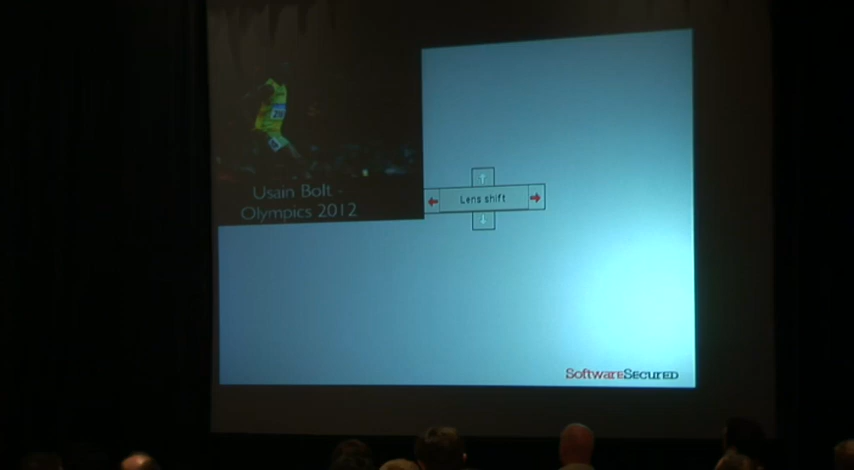 Usain Bolt -
Olympics 2012
Lens shift
SoftwareSecured